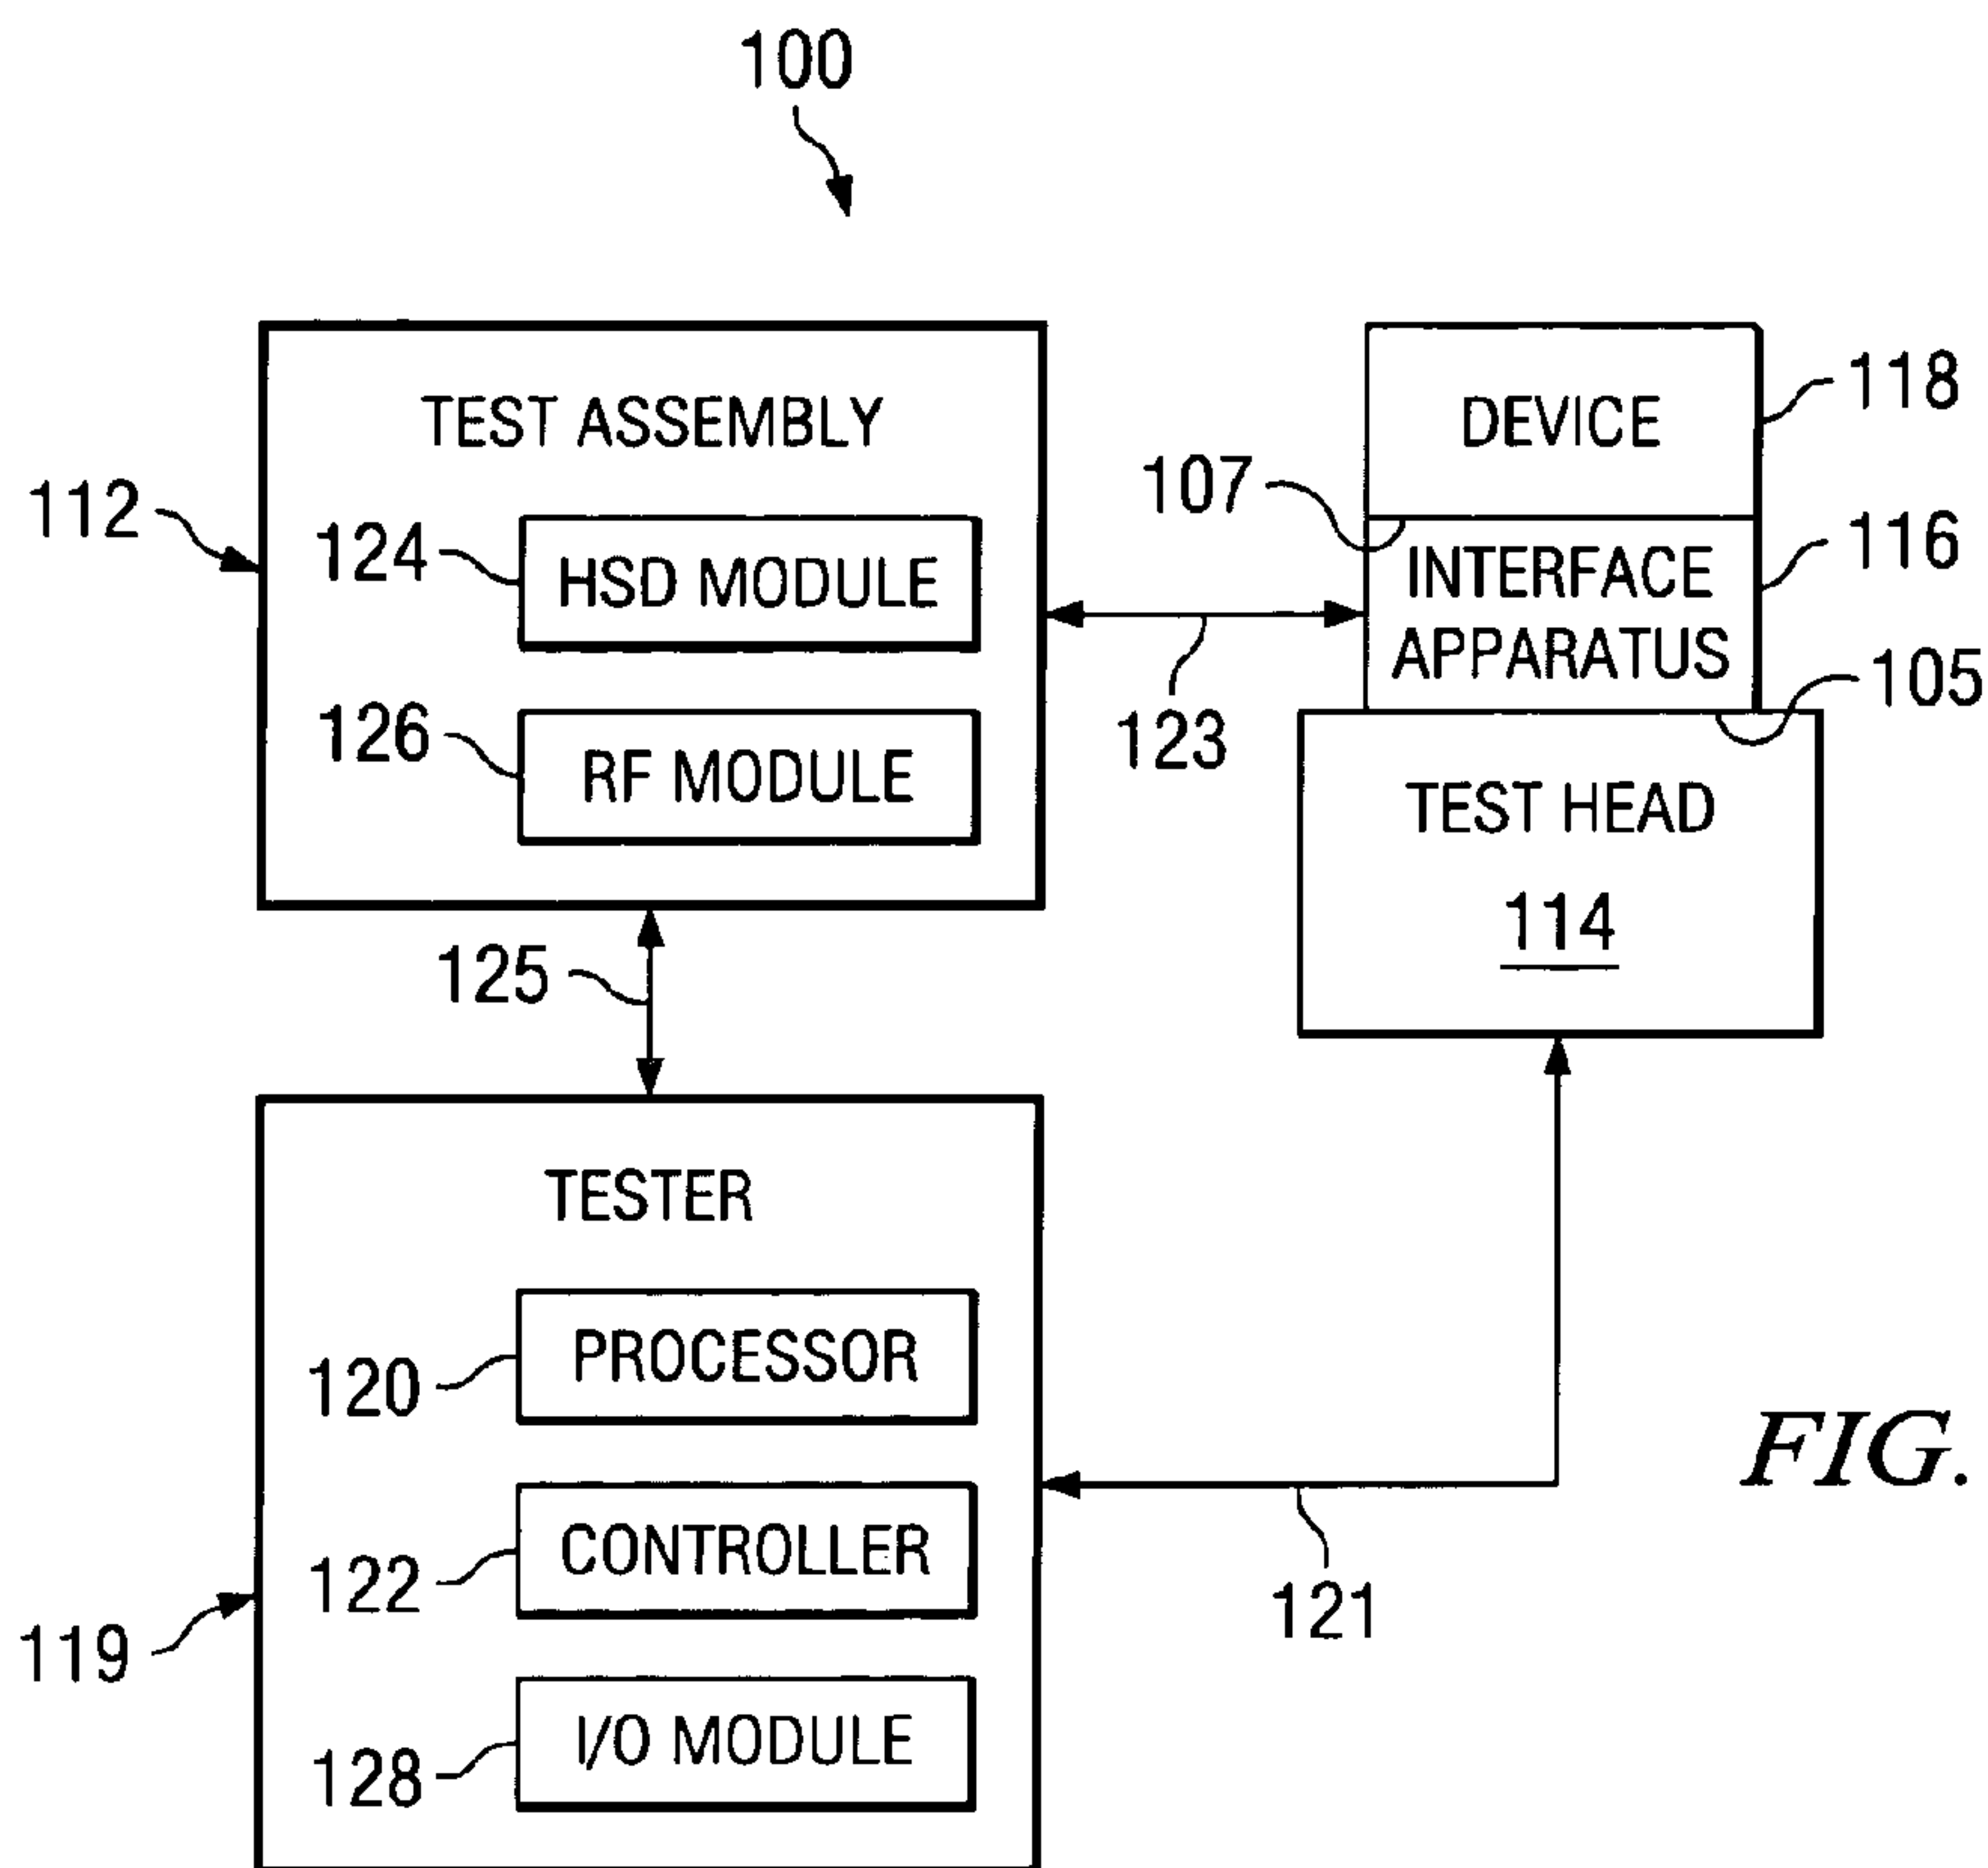 100
TEST ASSEMBLY
112
124
HSD MODULE
126
RF MODULE
DEVICE
118
107
INTERFACE
APPARATUS
116
105
123
TEST HEAD
114
125
TESTER
120
PROCESSOR
122
CONTROLLER
119
128
I/O MODULE
121
FIG.